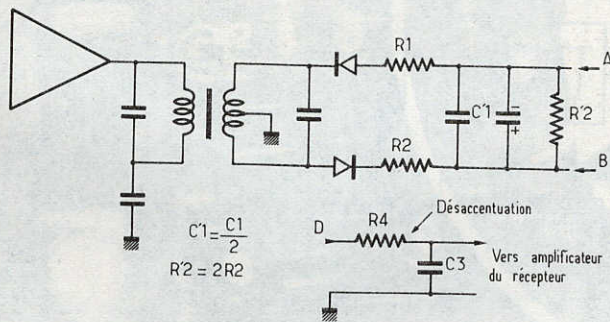 R1
A
C'1
-
+
R'2
R2
B
C'1 = C1/2
R'2 = 2R2
Désaccentuation
D
R4
C3
Vers amplificateur
du récepteur